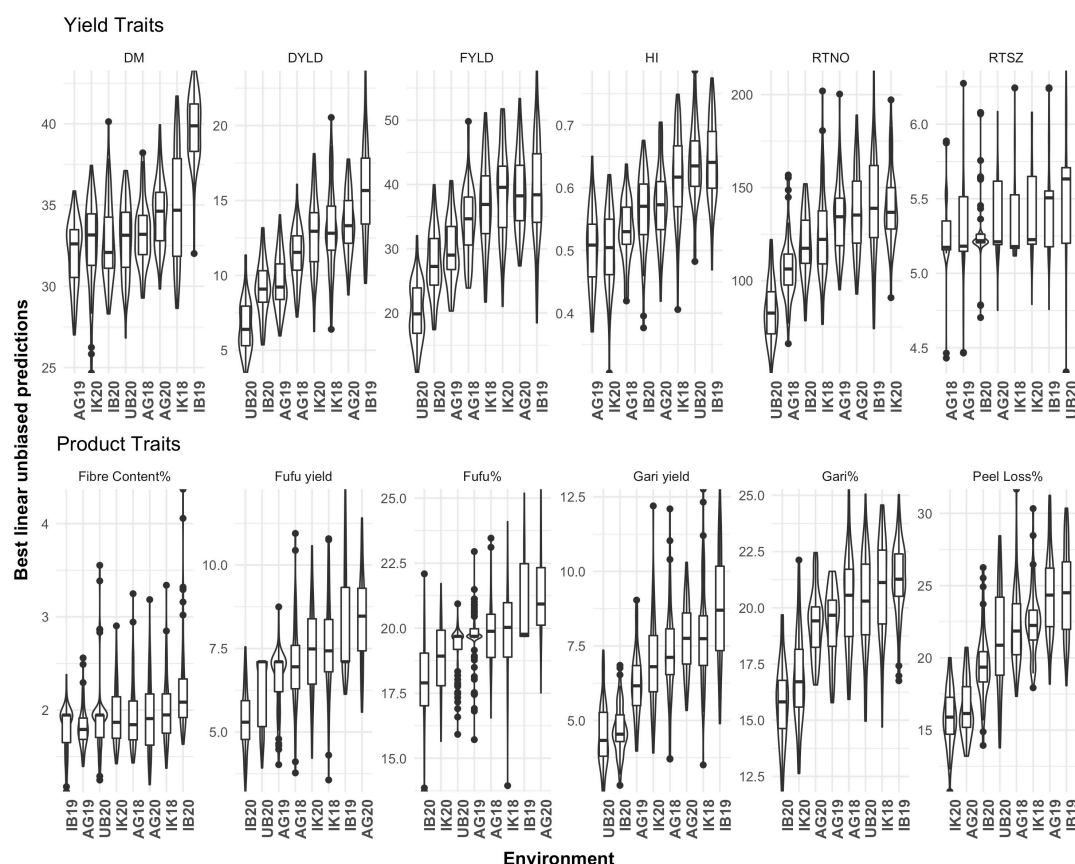 Yield Traits
DM DYLD FYLD HI RTNO RTSZ
40
35
30
25
20
15
10
5
50
40
30
20
0.7
0.6
0.5
0.4
200
150
100
6.0
5.5
5.0
4.5
AG19 IK20 IB20 UB20 AG18 AG20 IK18 IB19
UB20 IB20 AG19 AG18 IK20 IK18 AG20 IB19
UB20 IB20 AG19 AG18 IK18 IK20 AG20 IB19
AG19 IK20 AG18 IB20 AG20 IK18 UB20 IB19
UB20 AG18 IB20 IK18 AG19 AG20 IB19 IK20
AG18 AG19 IB20 AG20 IK18 IK20 IB19 UB20
Best linear unbiased predictions
Product Traits
Fibre Content% Fufu yield Fufu% Gari yield Gari% Peel Loss%
4
3
2
10.0
7.5
5.0
25.0
22.5
20.0
17.5
15.0
12.5
10.0
7.5
5.0
25.0
22.5
20.0
17.5
15.0
12.5
30
25
20
15
IB19 AG19 UB20 IK20 AG18 AG20 IK18 IB20
IB20 UB20 AG19 AG18 IK20 IK18 IB19 AG20
IB20 IK20 UB20 AG19 AG18 IK18 IB19 AG20
UB20 IB20 AG19 IK20 AG18 AG20 IK18 IB19
IB20 IK20 AG20 AG19 AG18 UB20 IK18 IB19
IK20 AG20 IB20 UB20 AG18 IK18 AG19 IB19
Environment